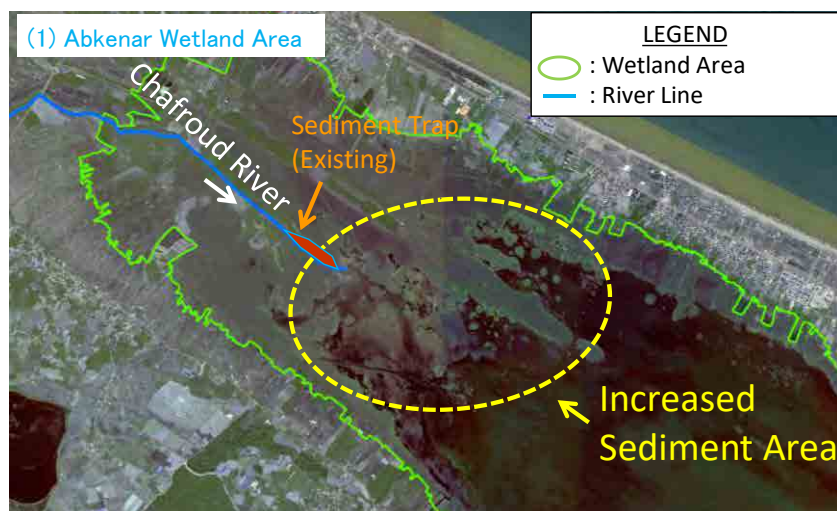 (1) Abkenar Wetland Area
LEGEND
: Wetland Area
: River Line
Chafroud River
Sediment Trap
(Existing)
Increased
Sediment Area